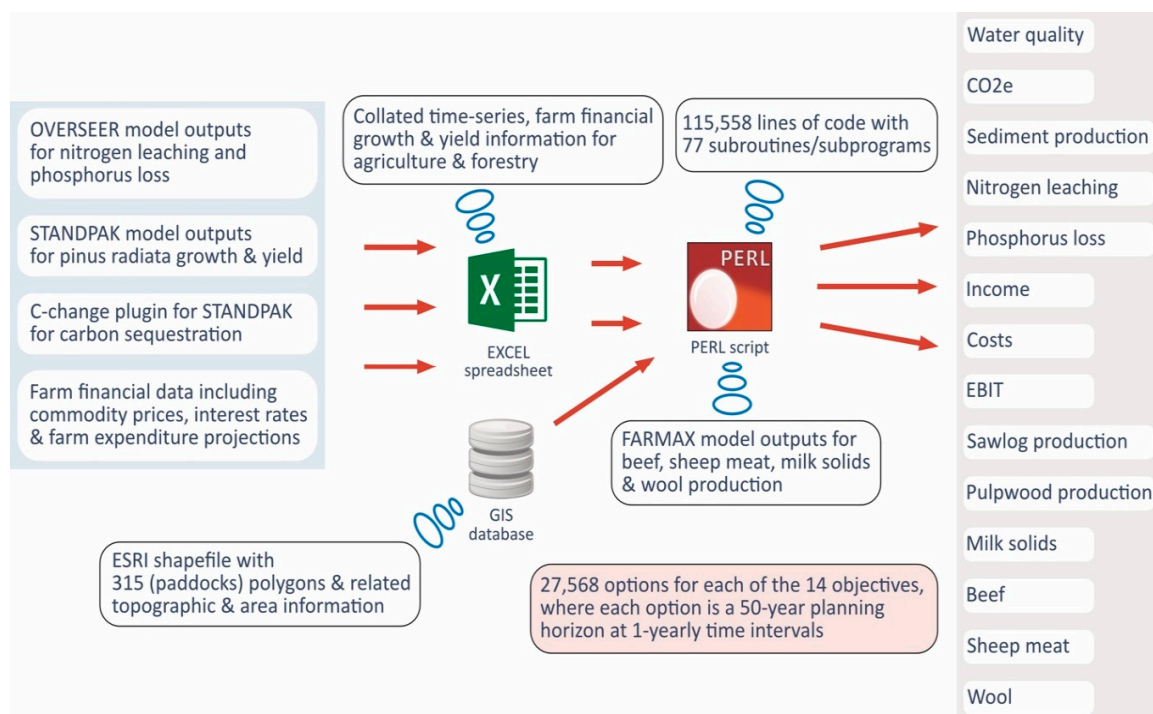 OVERSEER model outputs
for nitrogen leaching and
phosphorus loss
STANDPAK model outputs
for pinus radiata growth & yield
C-change plugin for STANDPAK
for carbon sequestration
Farm financial data including
commodity prices, interest rates
& farm expenditure projections
Collated time-series, farm financial
growth & yield information for
agriculture & forestry
X
EXCEL
spreadsheet
GIS
database
ESRI shapefile with
315 (paddocks) polygons & related
topographic & area information
115,558 lines of code with
77 subroutines/subprograms
PERL
PERL script
FARMAX model outputs for
beef, sheep meat, milk solids
& wool production
27,568 options for each of the 14 objectives,
where each option is a 50-year planning
horizon at 1-yearly time intervals
Water quality
CO2e
Sediment production
Nitrogen leaching
Phosphorus loss
Income
Costs
EBIT
Sawlog production
Pulpwood production
Milk solids
Beef
Sheep meat
Wool